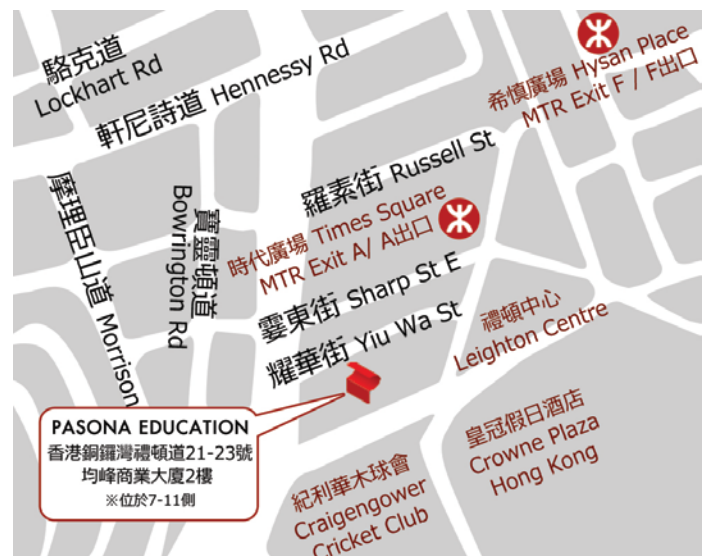 駱克道
Lockhart Rd
軒尼詩道 Hennessy Rd
希慎廣場 Hysan Place
MTR Exit F / F出口
摩理臣山道 Morrison
寶靈頓道
Bowrington Rd
羅素街 Russell St
時代廣場 Times Square
MTR Exit A/ A出口
霎東街 Sharp St E
耀華街 Yiu Wa St
禮頓中心
Leighton Centre
PASONA EDUCATION
香港銅鑼灣禮頓道21-23號
均峰商業大廈2樓
※位於7-11側
紀利華木球會
Craigengower
Cricket Club
皇冠假日酒店
Crowne Plaza
Hong Kong